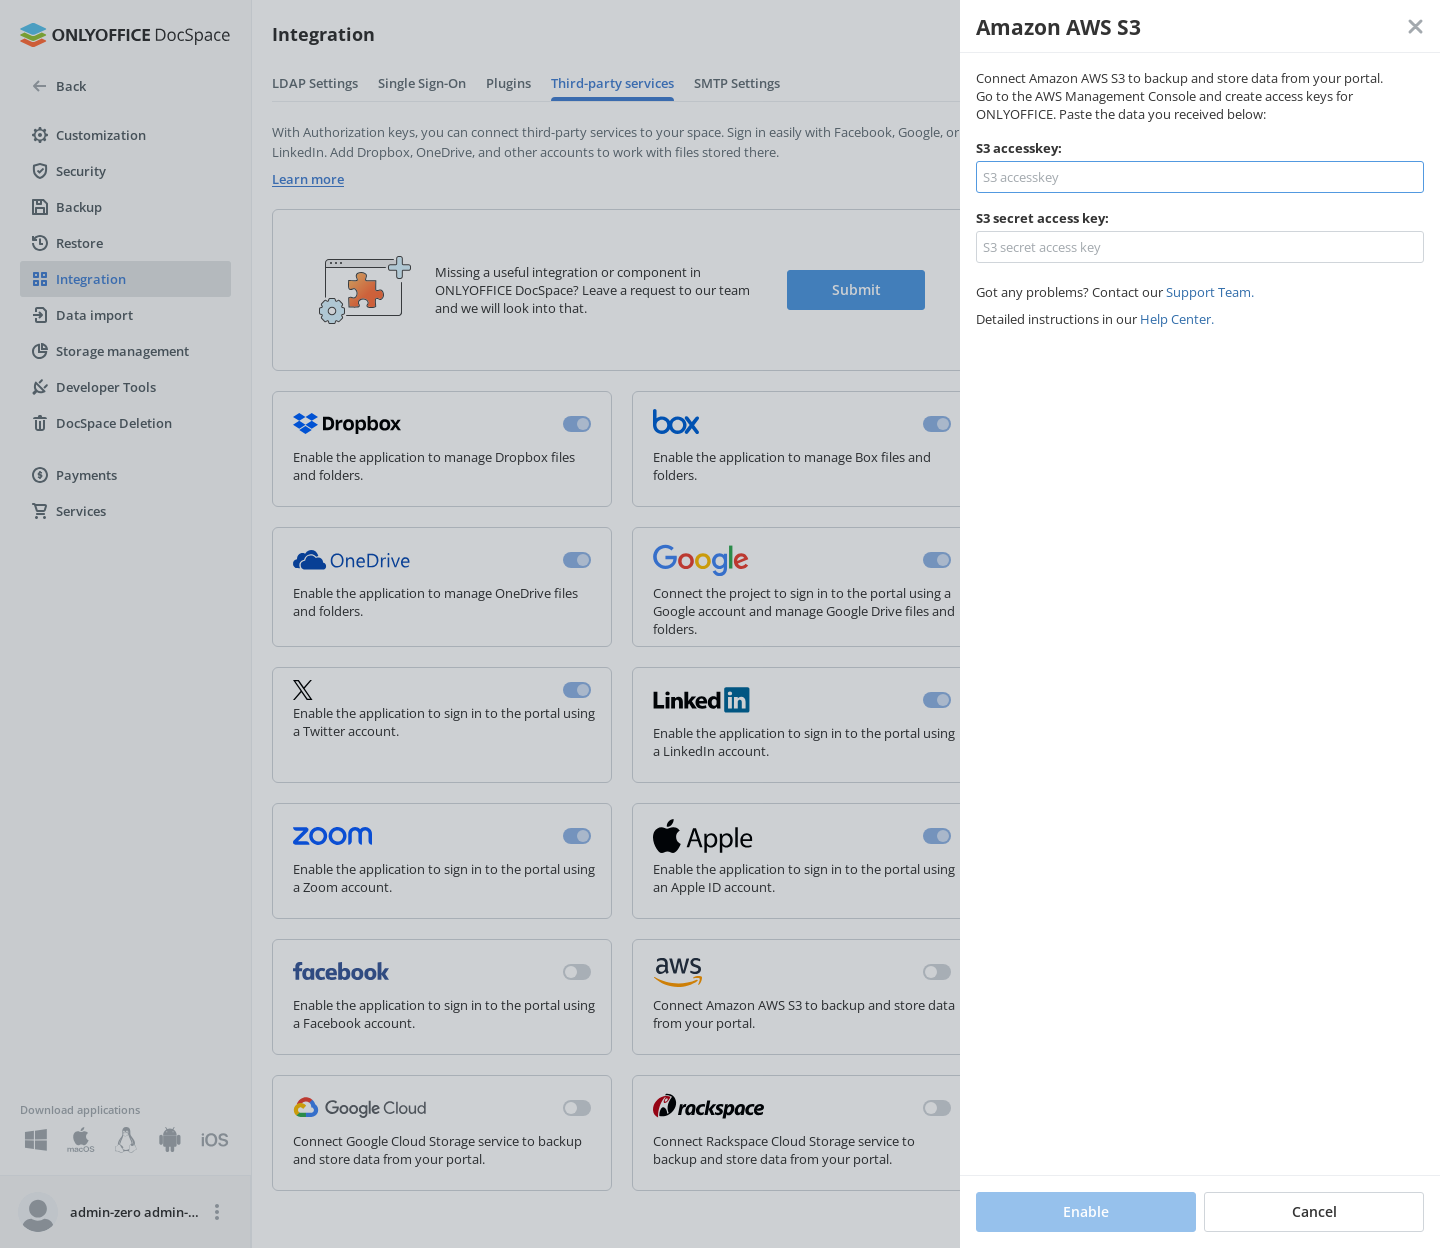 ONLYOFFICE DocSpace
Back
Customization
Security
Backup
Restore
Integration
Data import
Storage management
Developer Tools
DocSpace Deletion
Payments
Services
Download applications
macOS
iOS
admin-zero admin-...
Integration
LDAP Settings
Single Sign-On
Plugins
Third-party services
SMTP Settings
With Authorization keys, you can connect third-party services to your space. Sign in easily with Facebook, Google, or
LinkedIn. Add Dropbox, OneDrive, and other accounts to work with files stored there.
Learn more
Missing a useful integration or component in
ONLYOFFICE DocSpace? Leave a request to our team
and we will look into that.
Submit
Dropbox
Enable the application to manage Dropbox files
and folders.
box
Enable the application to manage Box files and
folders.
OneDrive
Enable the application to manage OneDrive files
and folders.
Google
Connect the project to sign in to the portal using a
Google account and manage Google Drive files and
folders.
X
Enable the application to sign in to the portal using
a Twitter account.
Linked in
Enable the application to sign in to the portal using
a LinkedIn account.
zoom
Enable the application to sign in to the portal using
a Zoom account.
Apple
Enable the application to sign in to the portal using
an Apple ID account.
facebook
Enable the application to sign in to the portal using
a Facebook account.
aws
Connect Amazon AWS S3 to backup and store data
from your portal.
Google Cloud
Connect Google Cloud Storage service to backup
and store data from your portal.
rackspace
Connect Rackspace Cloud Storage service to
backup and store data from your portal.
Amazon AWS S3
Connect Amazon AWS S3 to backup and store data from your portal.
Go to the AWS Management Console and create access keys for
ONLYOFFICE. Paste the data you received below:
S3 accesskey:
S3 accesskey
S3 secret access key:
S3 secret access key
Got any problems? Contact our Support Team.
Detailed instructions in our Help Center.
Enable
Cancel